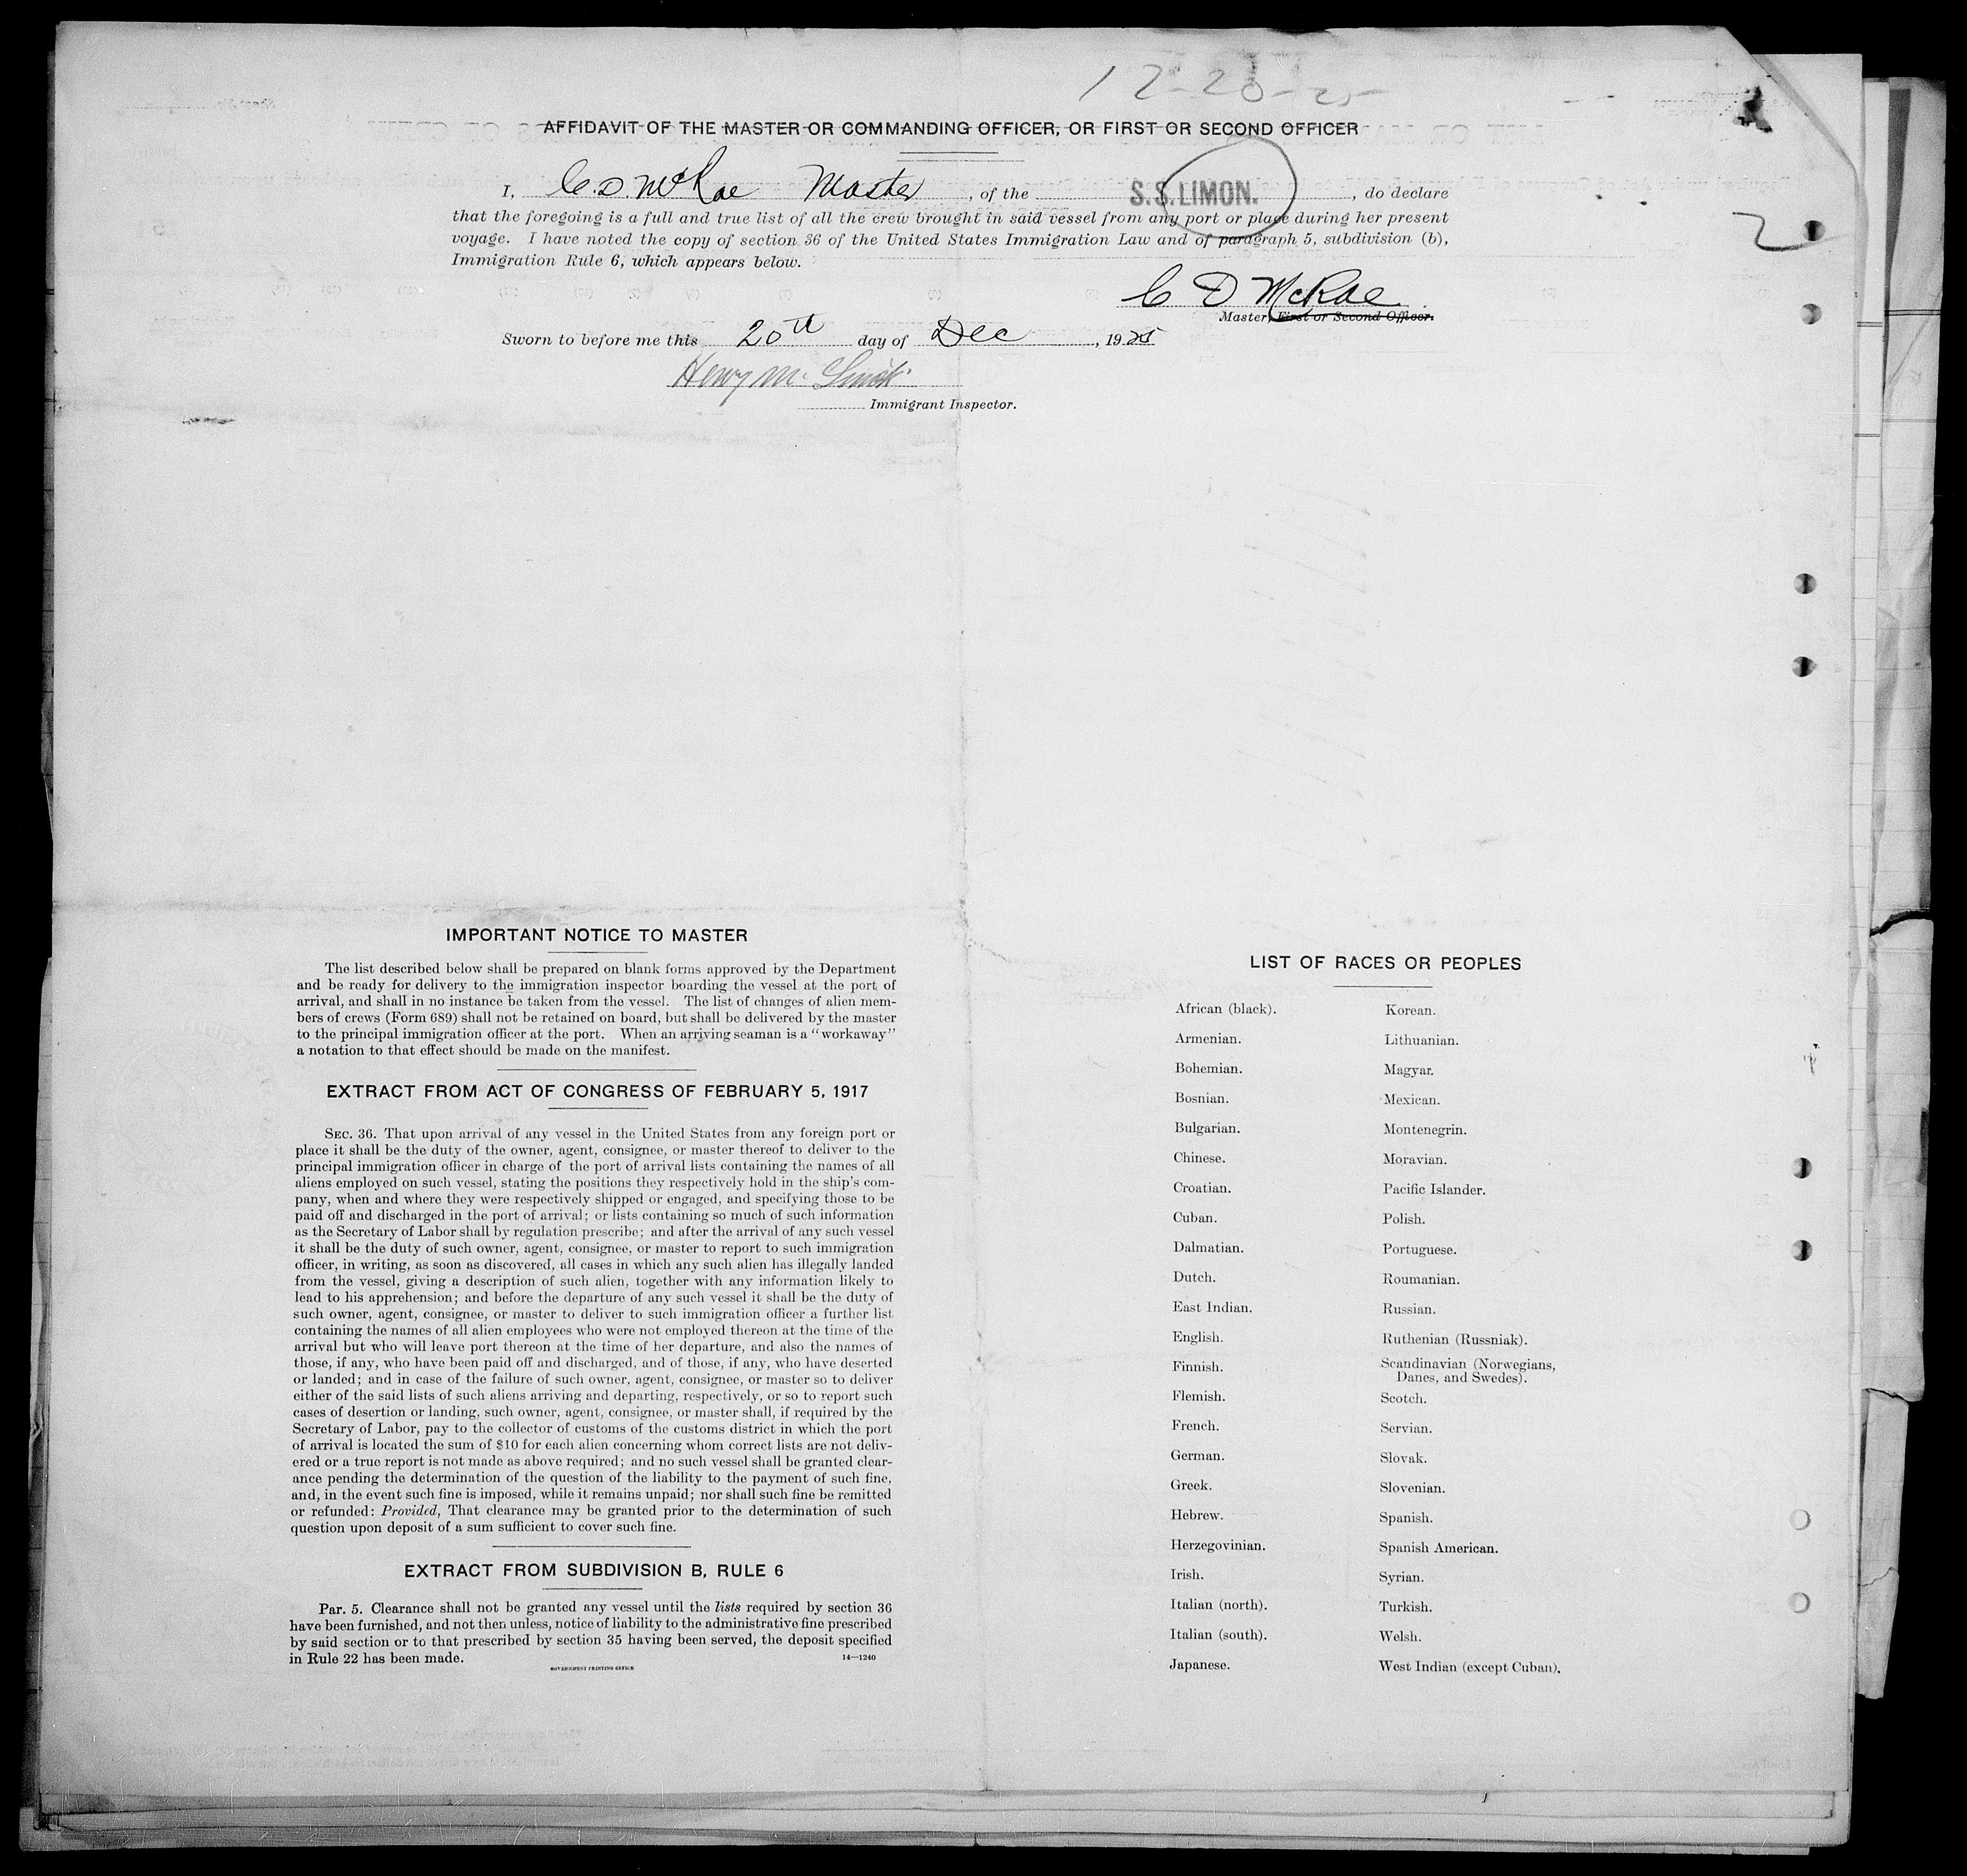 12-20-25
AFFIDAVIT OF THE MASTER OR COMMANDING OFFICER, OR FIRST OR SECOND OFFICER
I, C. D. McRae Master, of the S. S. LIMON., do declare
that the foregoing is a full and true list of all the crew brought in said vessel from any port or place during her present
voyage. I have noted the copy of section 36 of the United States Immigration Law and of paragraph 5, subdivision (b),
Immigration Rule 6, which appears below.
2
C D McRae
Master, First or Second Officer.
Sworn to before me this 20th day of Dec, 1925
Henry M.
Immigrant Inspector.
IMPORTANT NOTICE TO MASTER
The list described below shall be prepared on blank forms approved by the Department
and be ready for delivery to the immigration inspector boarding the vessel at the port of
arrival, and shall in no instance be taken from the vessel. The list of changes of alien mem-
bers of crews (Form 689) shall not be retained on board, but shall be delivered by the master
to the principal immigration officer at the port. When an arriving seaman is a "workaway"
a notation to that effect should be made on the manifest.
EXTRACT FROM ACT OF CONGRESS OF FEBRUARY 5, 1917
SEC. 36. That upon arrival of any vessel in the United States from any foreign port or
place it shall be the duty of the owner, agent, consignee, or master thereof to deliver to the
principal immigration officer in charge of the port of arrival lists containing the names of all
aliens employed on such vessel, stating the positions they respectively hold in the ship's com-
pany, when and where they were respectively shipped or engaged, and specifying those to be
paid off and discharged in the port of arrival; or lists containing so much of such information
as the Secretary of Labor shall by regulation prescribe; and after the arrival of any such vessel
it shall be the duty of such owner, agent, consignee, or master to report to such immigration
officer, in writing, as soon as discovered, all cases in which any such alien has illegally landed
from the vessel, giving a description of such alien, together with any information likely to
lead to his apprehension; and before the departure of any such vessel it shall be the duty of
such owner, agent, consignee, or master to deliver to such immigration officer a further list
containing the names of all alien employees who were not employed thereon at the time of the
arrival but who will leave port thereon at the time of her departure, and also the names of
those, if any, who have been paid off and discharged, and of those, if any, who have deserted
or landed; and in case of the failure of such owner, agent, consignee, or master so to deliver
either of the said lists of such aliens arriving and departing, respectively, or so to report such
cases of desertion or landing, such owner, agent, consignee, or master shall, if required by the
Secretary of Labor, pay to the collector of customs of the customs district in which the port
of arrival is located the sum of $10 for each alien concerning whom correct lists are not deliv-
ered or a true report is not made as above required; and no such vessel shall be granted clear-
ance pending the determination of the question of the liability to the payment of such fine,
and, in the event such fine is imposed, while it remains unpaid; nor shall such fine be remitted
or refunded: Provided, That clearance may be granted prior to the determination of such
question upon deposit of a sum sufficient to cover such fine.
EXTRACT FROM SUBDIVISION B, RULE 6
Par. 5. Clearance shall not be granted any vessel until the lists required by section 36
have been furnished, and not then unless, notice of liability to the administrative fine prescribed
by said section or to that prescribed by section 35 having been served, the deposit specified
in Rule 22 has been made.
GOVERNMENT PRINTING OFFICE
14—1240
LIST OF RACES OR PEOPLES
African (black).
Armenian.
Bohemian.
Bosnian.
Bulgarian.
Chinese.
Croatian.
Cuban.
Dalmatian.
Dutch.
East Indian.
English.
Finnish.
Flemish.
French.
German.
Greek.
Hebrew.
Herzegovinian.
Irish.
Italian (north).
Italian (south).
Japanese.
Korean.
Lithuanian.
Magyar.
Mexican.
Montenegrin.
Moravian.
Pacific Islander.
Polish.
Portuguese.
Roumanian.
Russian.
Ruthenian (Russniak).
Scandinavian (Norwegians,
Danes, and Swedes).
Scotch.
Servian.
Slovak.
Slovenian.
Spanish.
Spanish American.
Syrian.
Turkish.
Welsh.
West Indian (except Cuban).